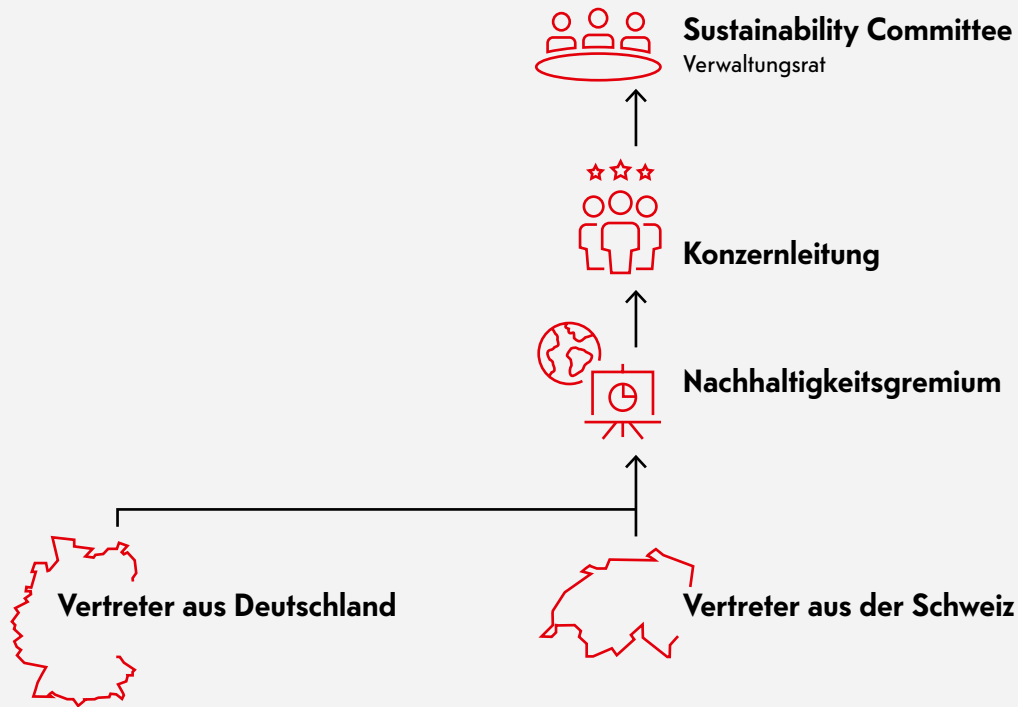 Sustainability Committee
Verwaltungsrat
Konzernleitung
Nachhaltigkeitsgremium
Vertreter aus Deutschland
Vertreter aus der Schweiz